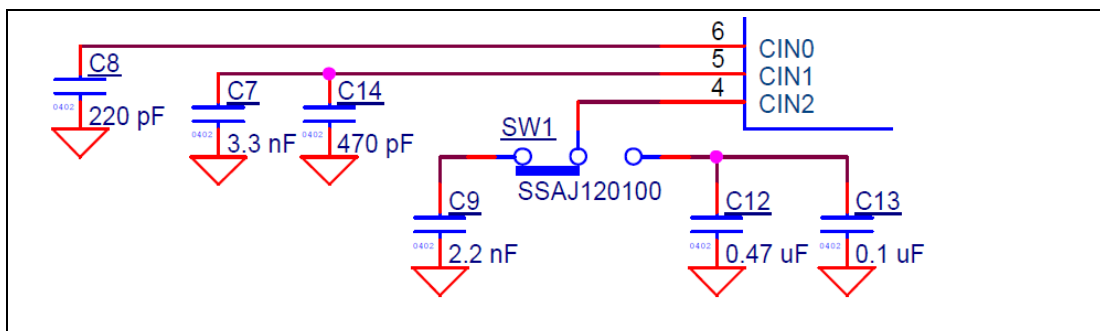 6
CIN0
5
CIN1
4
CIN2
C8
0402
220 pF
C7
0402
3.3 nF
C14
0402
470 pF
SW1
SSAJ120100
C9
0402
2.2 nF
C12
0402
0.47 uF
C13
0402
0.1 uF